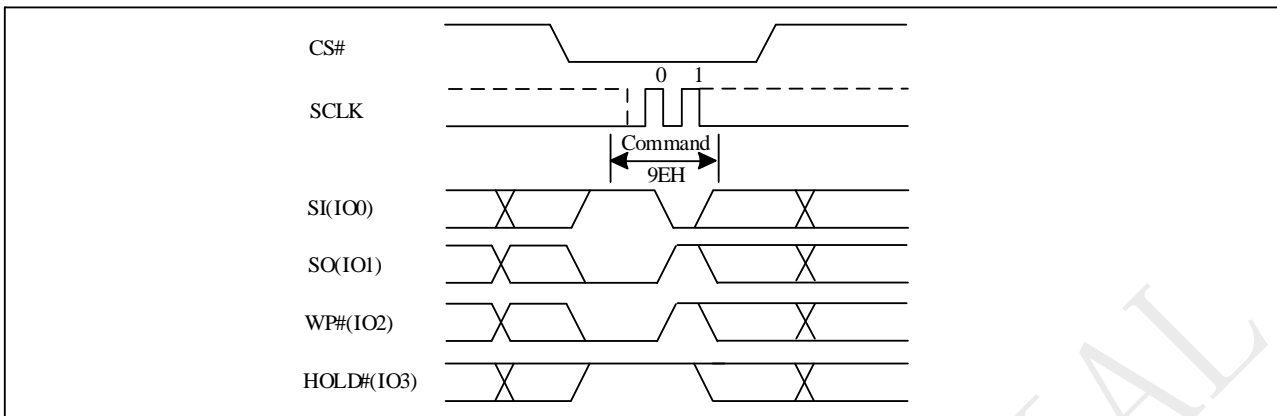 CS#
0 1
SCLK
Command
9EH
SI(IO0)
SO(IO1)
WP#(IO2)
HOLD#(IO3)